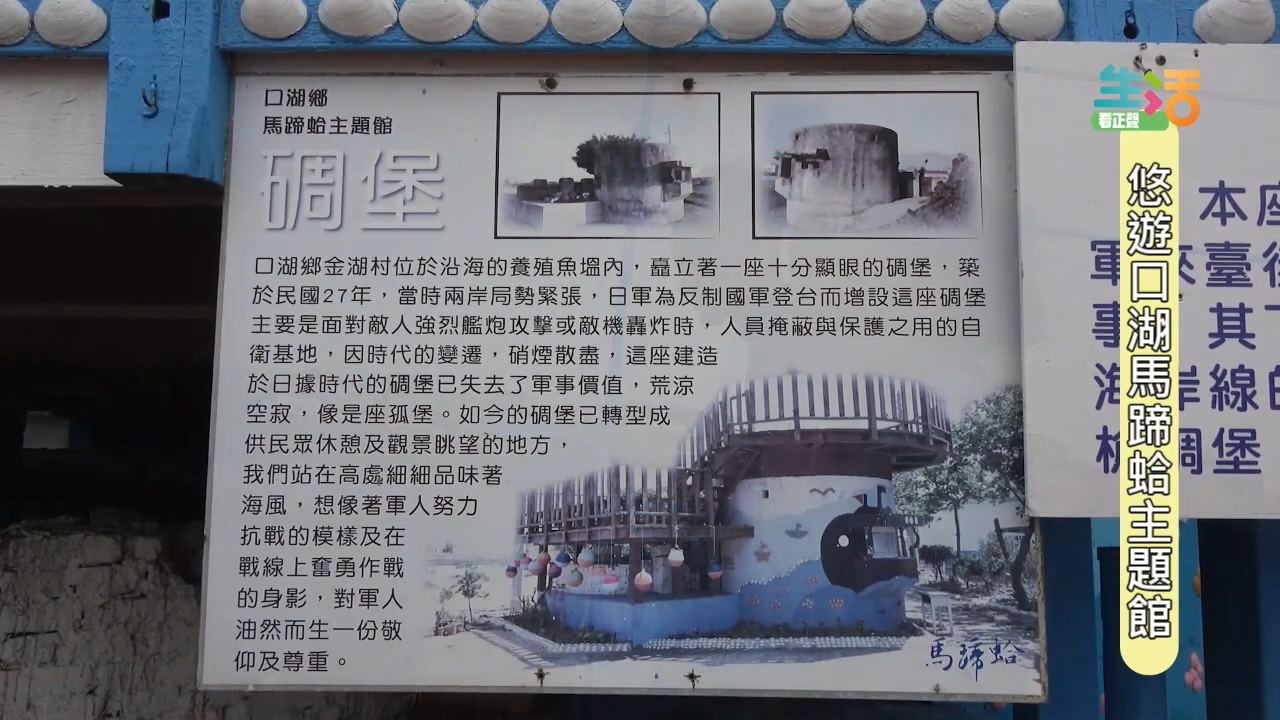 口湖鄉
馬蹄蛤主題館
碉堡
口湖鄉金湖村位於沿海的養殖魚塭內，矗立著一座十分顯眼的碉堡，築
於民國27年，當時兩岸局勢緊張，日軍為反制國軍登台而增設這座碉堡
主要是面對敵人強烈艦炮攻擊或敵機轟炸時，人員掩蔽與保護之用的自
衛基地，因時代的變遷，硝煙散盡，這座建造
於日據時代的碉堡已失去了軍事價值，荒涼
空寂，像是座孤堡。如今的碉堡已轉型成
供民眾休憩及觀景眺望的地方，
我們站在高處細細品味著
海風，想像著軍人努力
抗戰的模樣及在
戰線上奮勇作戰
的身影，對軍人
油然而生一份敬
仰及尊重。
馬蹄蛤
生活
看正聲
悠遊口湖馬蹄蛤主題館
本座
軍 臺
事 其
海岸線的
碉堡